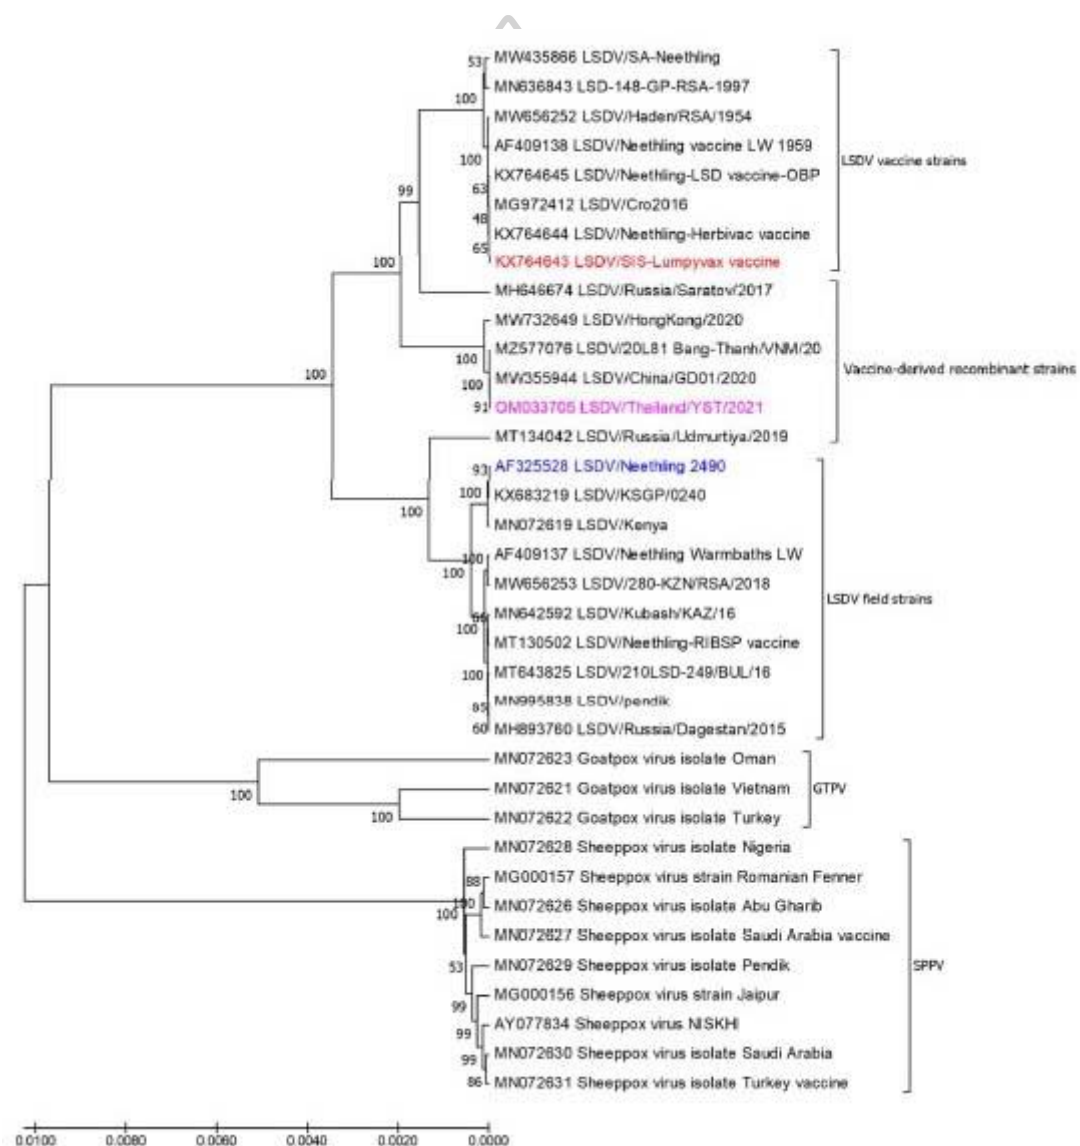 53
MW435866 LSDV/SA-Neethling
MN636843 LSD-148-GP-RSA-1997
100
MW656252 LSDV/Haden/RSA/1954
AF409138 LSDV/Neethling vaccine LW 1959
100
LSDV vaccine strains
KX764645 LSDV/Neethling-LSD vaccine-OBP
63
99
MG972412 LSDV/Cro2016
48
KX764644 LSDV/Neethling-Herbivac vaccine
65
100
KX764643 LSDV/SIS-Lumpyvax vaccine
MH646674 LSDV/Russia/Saratov/2017
MW732649 LSDV/HongKong/2020
MZ577076 LSDV/20L81 Bang-Thanh/VNM/20
100
Vaccine-derived recombinant strains
100
MW355944 LSDV/China/GD01/2020
100
91
OM033705 LSDV/Thailand/YST/2021
MT134042 LSDV/Russia/Udmurtiya/2019
93
AF325528 LSDV/Neethling 2490
100
KX683219 LSDV/KSGP/0240
100
MN072619 LSDV/Kenya
100
AF409137 LSDV/Neethling Warmbaths LW
100
MW656253 LSDV/280-KZN/RSA/2018
LSDV field strains
MN642592 LSDV/Kubash/KAZ/16
100
MT130502 LSDV/Neethling-RIBSP vaccine
100
MT643825 LSDV/210LSD-249/BUL/16
MN995838 LSDV/pendik
85
60
MH893760 LSDV/Russia/Dagestan/2015
MN072623 Goatpox virus isolate Oman
100
MN072621 Goatpox virus isolate Vietnam
GTPV
100
MN072622 Goatpox virus isolate Turkey
MN072628 Sheeppox virus isolate Nigeria
88
MG000157 Sheeppox virus strain Romanian Fenner
100
100
MN072626 Sheeppox virus isolate Abu Gharib
MN072627 Sheeppox virus isolate Saudi Arabia vaccine
53
MN072629 Sheeppox virus isolate Pendik
SPPV
MG000156 Sheeppox virus strain Jaipur
99
AY077834 Sheeppox virus NISKHI
99
MN072630 Sheeppox virus isolate Saudi Arabia
99
86
MN072631 Sheeppox virus isolate Turkey vaccine
0.0100 0.0080 0.0060 0.0040 0.0020 0.0000